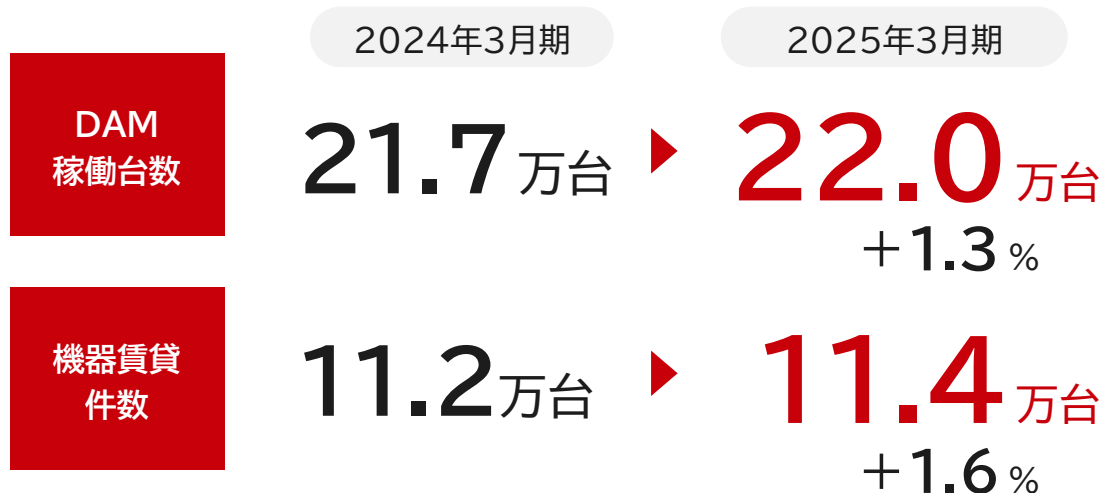 2024年3月期 2025年3月期
DAM
稼働台数
21.7万台 ▶ 22.0万台
+1.3%
機器賃貸
件数
11.2万台 ▶ 11.4万台
+1.6%